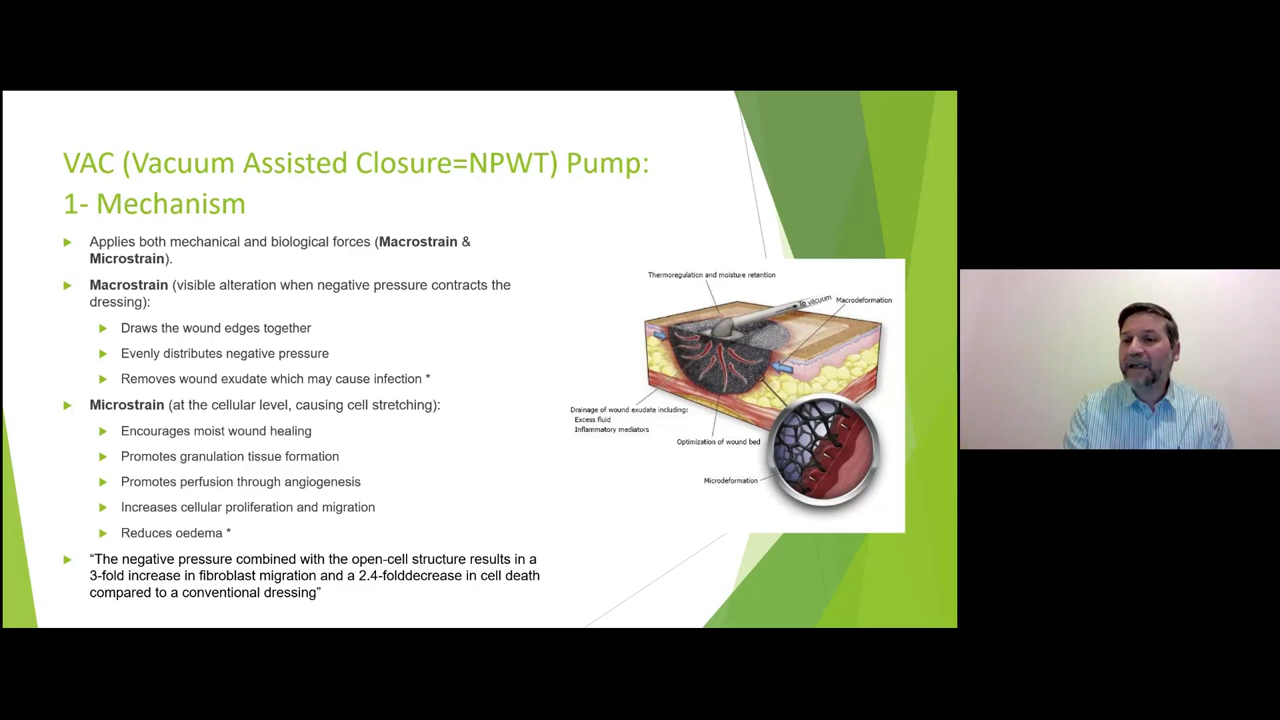 VAC (Vacuum Assisted Closure=NPWT) Pump:
1- Mechanism
Applies both mechanical and biological forces (Macrostrain &
Microstrain).
Macrostrain (visible alteration when negative pressure contracts the
dressing):
Draws the wound edges together
Evenly distributes negative pressure
Removes wound exudate which may cause infection *
Microstrain (at the cellular level, causing cell stretching):
Encourages moist wound healing
Promotes granulation tissue formation
Promotes perfusion through angiogenesis
Increases cellular proliferation and migration
Reduces oedema *
“The negative pressure combined with the open-cell structure results in a
3-fold increase in fibroblast migration and a 2.4-folddecrease in cell death
compared to a conventional dressing”
Thermoregulation and moisture retention
To vacuum
Macrodeformation
Drainage of wound exudate including:
Excess fluid
Inflammatory mediators
Optimization of wound bed
Microdeformation